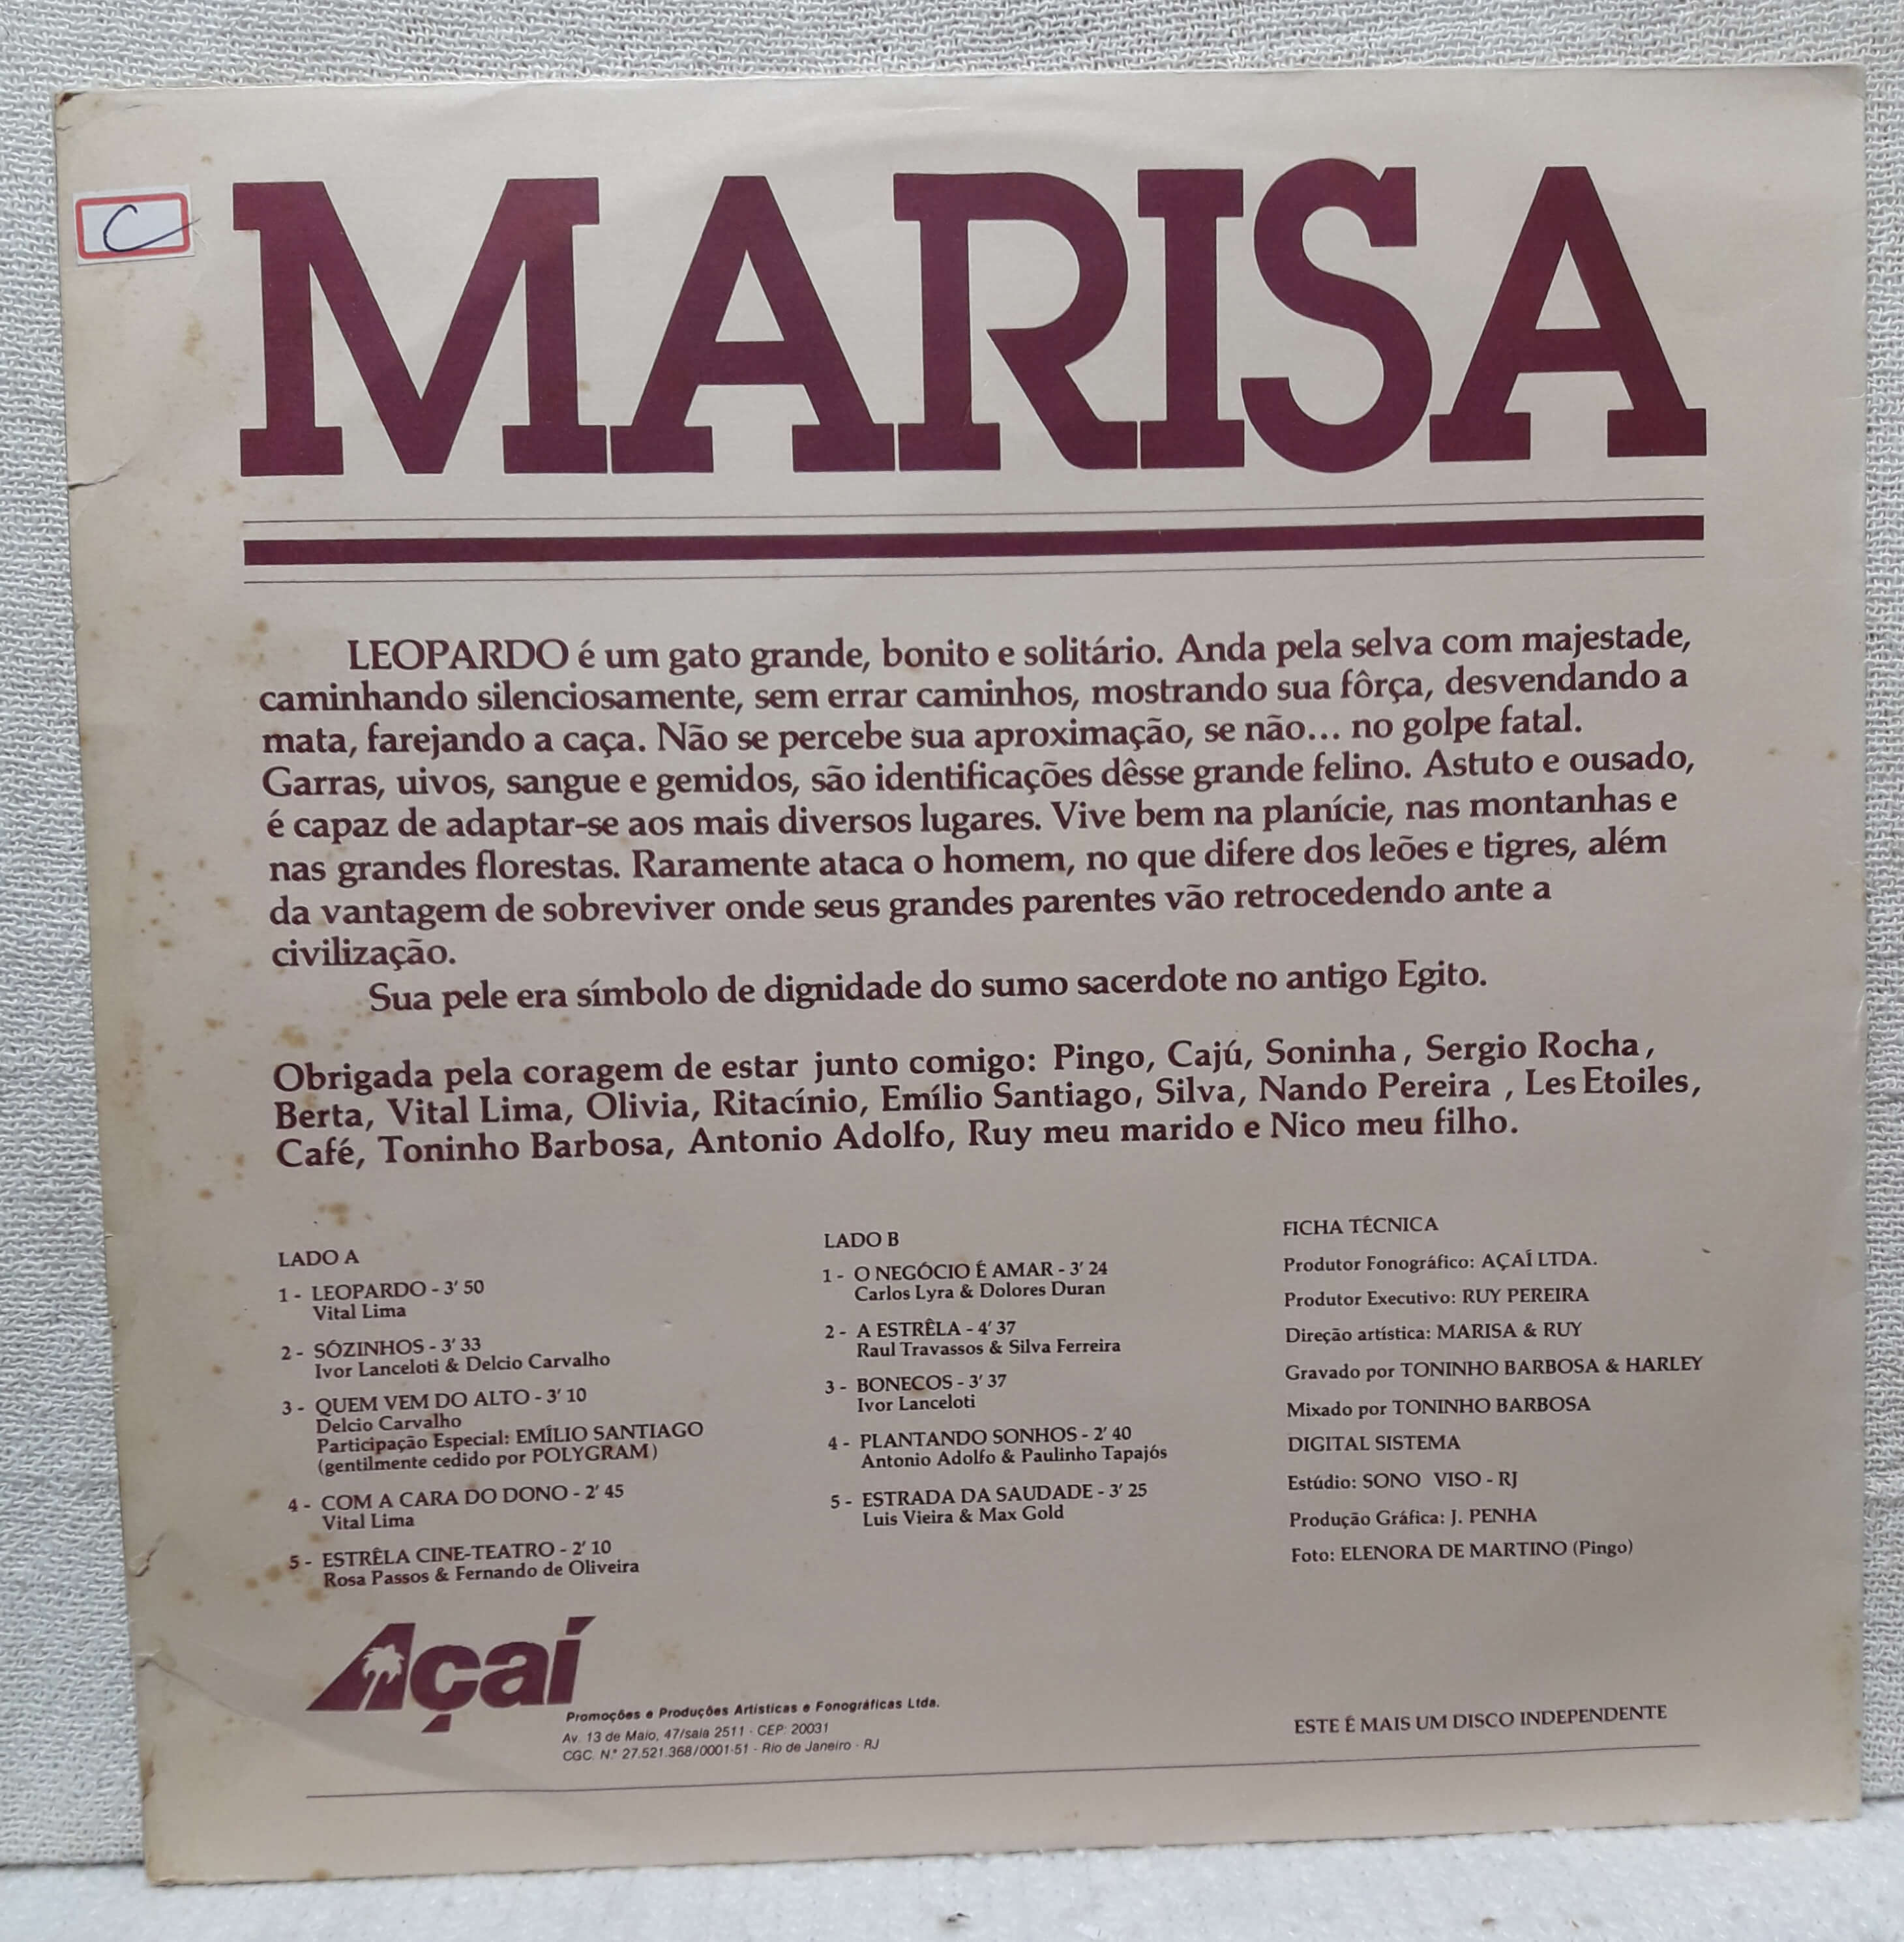 C
MARISA
LEOPARDO é um gato grande, bonito e solitário. Anda pela selva com majestade,
caminhando silenciosamente, sem errar caminhos, mostrando sua fôrça, desvendando a
mata, farejando a caça. Não se percebe sua aproximação, se não... no golpe fatal.
Garras, uivos, sangue e gemidos, são identificações dêsse grande felino. Astuto e ousado,
é capaz de adaptar-se aos mais diversos lugares. Vive bem na planície, nas montanhas e
nas grandes florestas. Raramente ataca o homem, no que difere dos leões e tigres, além
da vantagem de sobreviver onde seus grandes parentes vão retrocedendo ante a
civilização.
Sua pele era símbolo de dignidade do sumo sacerdote no antigo Egito.
Obrigada pela coragem de estar junto comigo: Pingo, Cajú, Soninha, Sergio Rocha,
Berta, Vital Lima, Olivia, Ritacínio, Emílio Santiago, Silva, Nando Pereira , Les Etoiles,
Café, Toninho Barbosa, Antonio Adolfo, Ruy meu marido e Nico meu filho.
LADO A
1 - LEOPARDO - 3' 50
Vital Lima
2 - SÔZINHOS - 3' 33
Ivor Lanceloti & Delcio Carvalho
3 - QUEM VEM DO ALTO - 3' 10
Delcio Carvalho
Participação Especial: EMÍLIO SANTIAGO
(gentilmente cedido por POLYGRAM)
4 - COM A CARA DO DONO - 2' 45
Vital Lima
5 - ESTRÊLA CINE-TEATRO - 2' 10
Rosa Passos & Fernando de Oliveira
LADO B
1 - O NEGÓCIO É AMAR - 3' 24
Carlos Lyra & Dolores Duran
2 - A ESTRÊLA - 4' 37
Raul Travassos & Silva Ferreira
3 - BONECOS - 3' 37
Ivor Lanceloti
4 - PLANTANDO SONHOS - 2' 40
Antonio Adolfo & Paulinho Tapajós
5 - ESTRADA DA SAUDADE - 3' 25
Luis Vieira & Max Gold
FICHA TÉCNICA
Produtor Fonográfico: AÇAÍ LTDA.
Produtor Executivo: RUY PEREIRA
Direção artística: MARISA & RUY
Gravado por TONINHO BARBOSA & HARLEY
Mixado por TONINHO BARBOSA
DIGITAL SISTEMA
Estúdio: SONO VISO - RJ
Produção Gráfica: J. PENHA
Foto: ELENORA DE MARTINO (Pingo)
Açaí
Promoções e Produções Artísticas e Fonográficas Ltda.
Av. 13 de Maio, 47/sala 2511 - CEP: 20031
CGC. N.º 27.521.368/0001-51 - Rio de Janeiro - RJ
ESTE É MAIS UM DISCO INDEPENDENTE